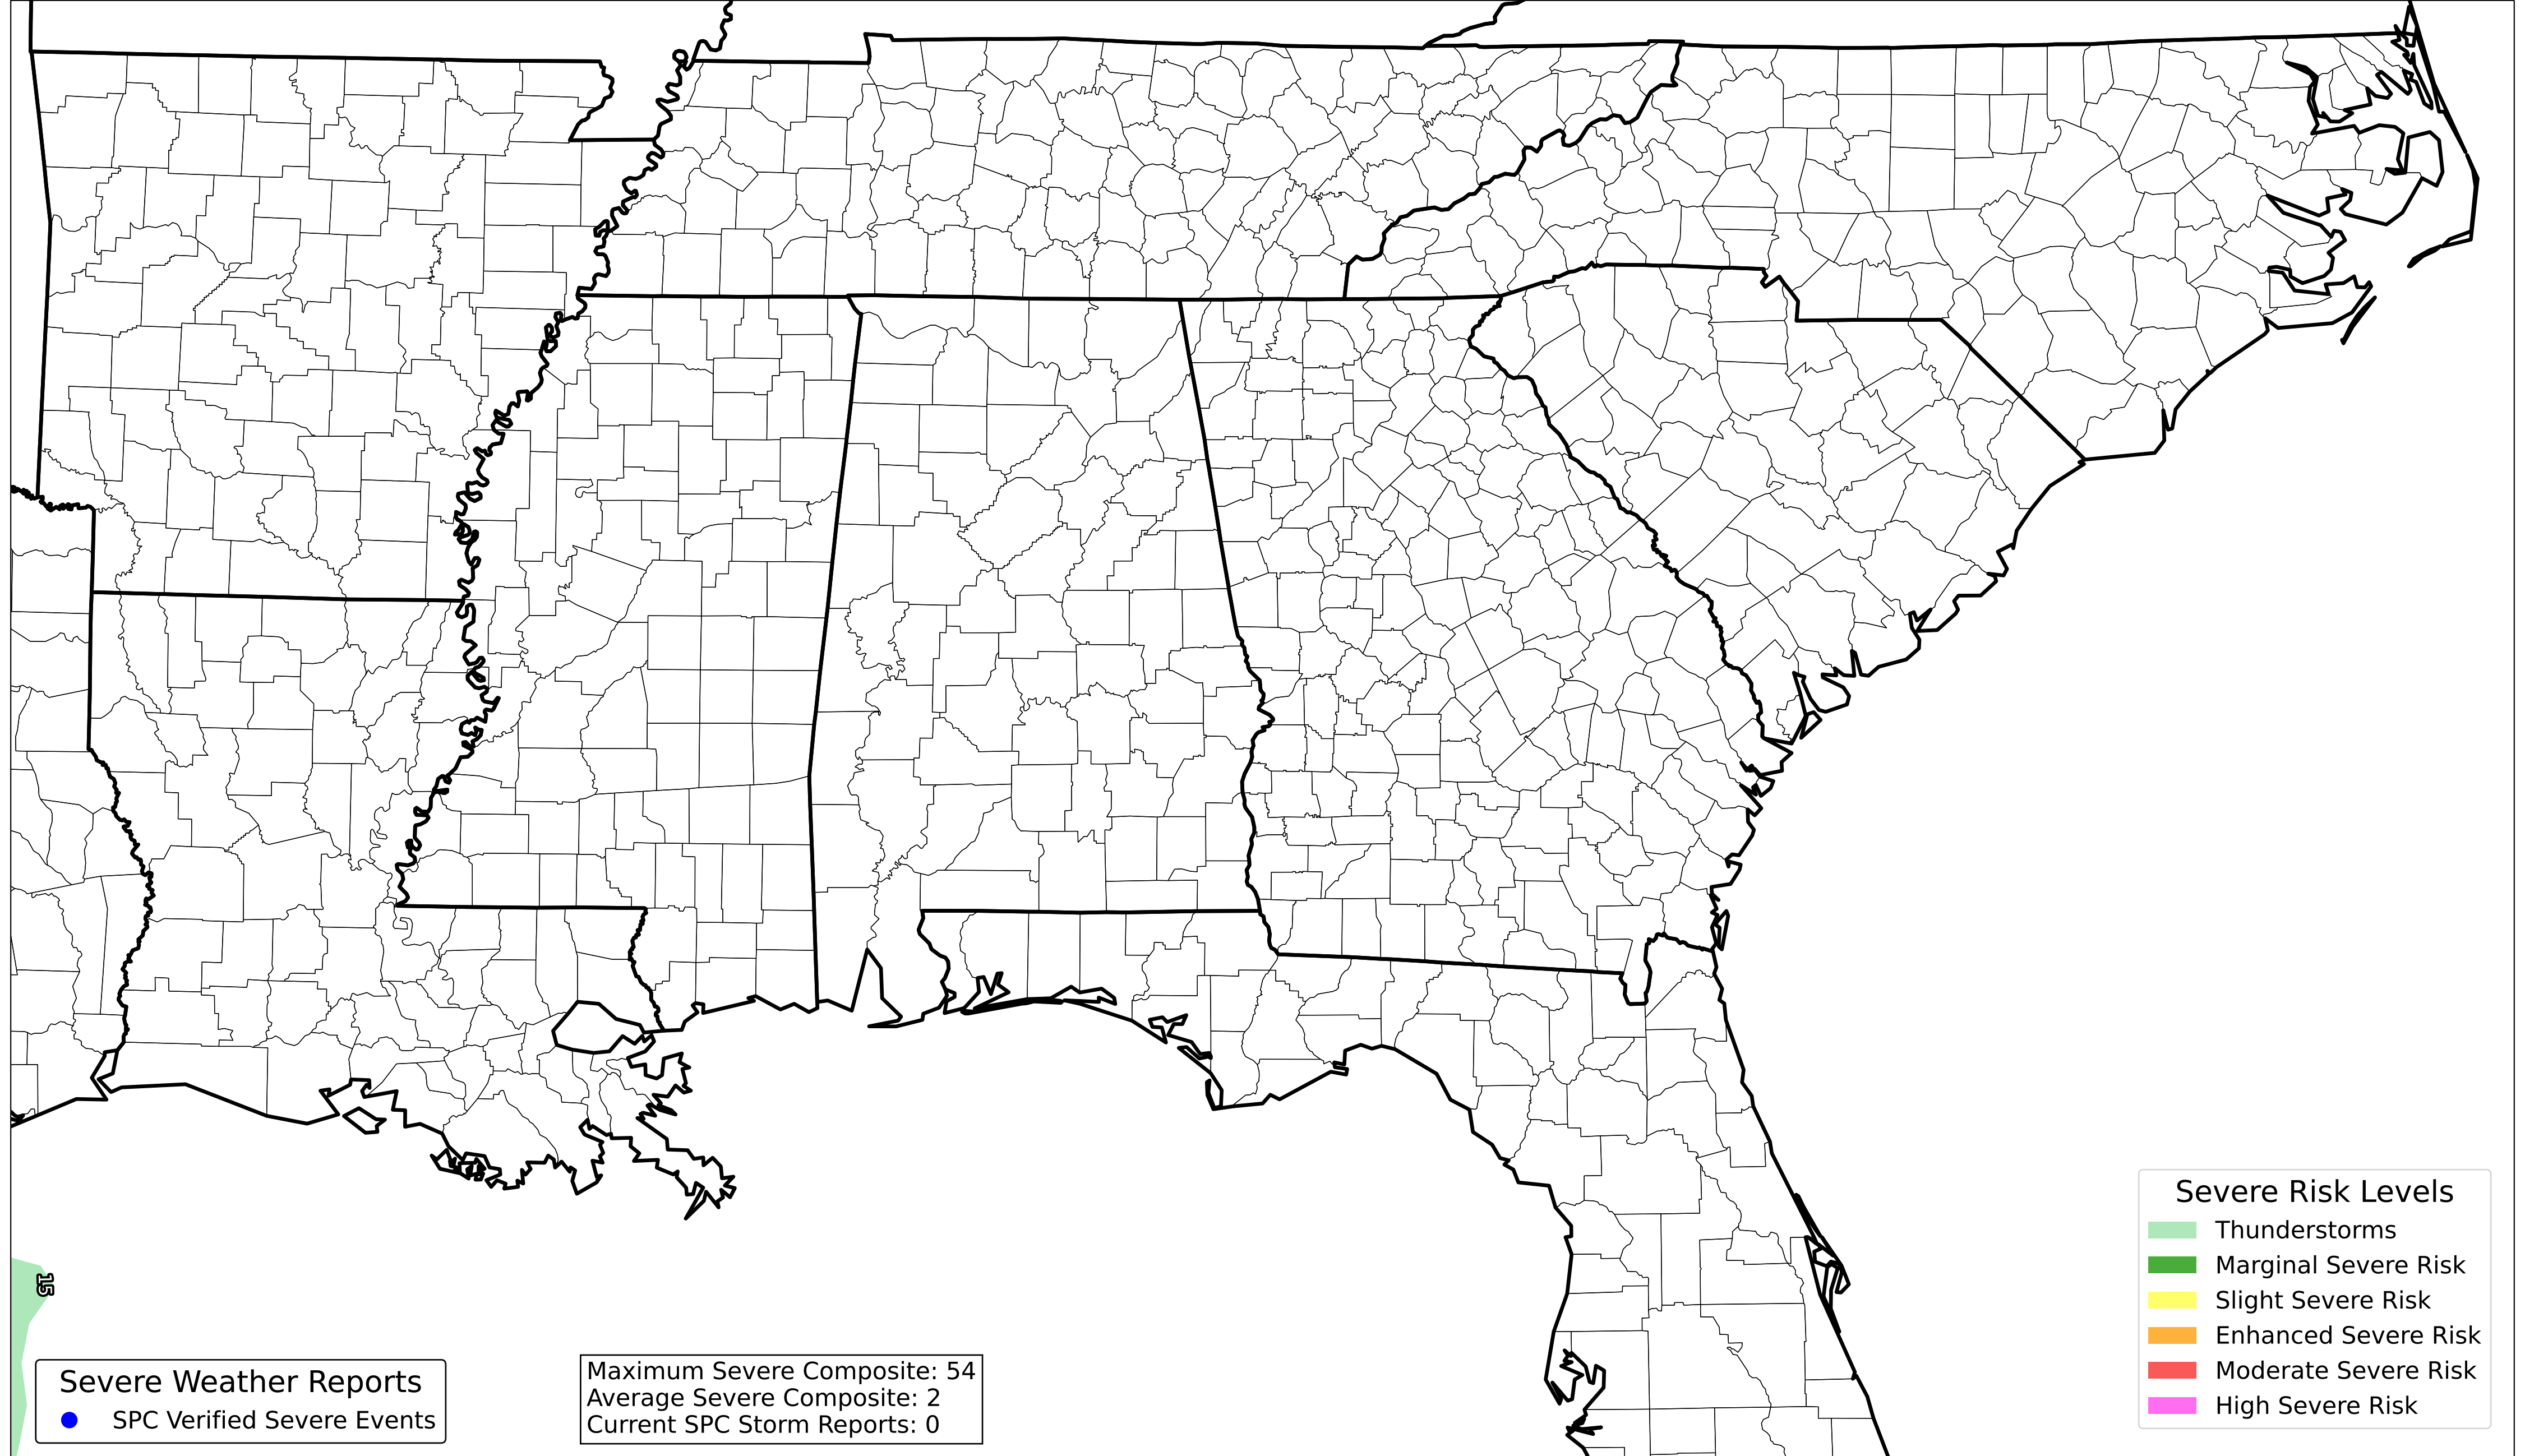 Severe Risk Levels
Thunderstorms
Marginal Severe Risk
Slight Severe Risk
Enhanced Severe Risk
Moderate Severe Risk
High Severe Risk
15
Severe Weather Reports
SPC Verified Severe Events
Maximum Severe Composite: 54
Average Severe Composite: 2
Current SPC Storm Reports: 0